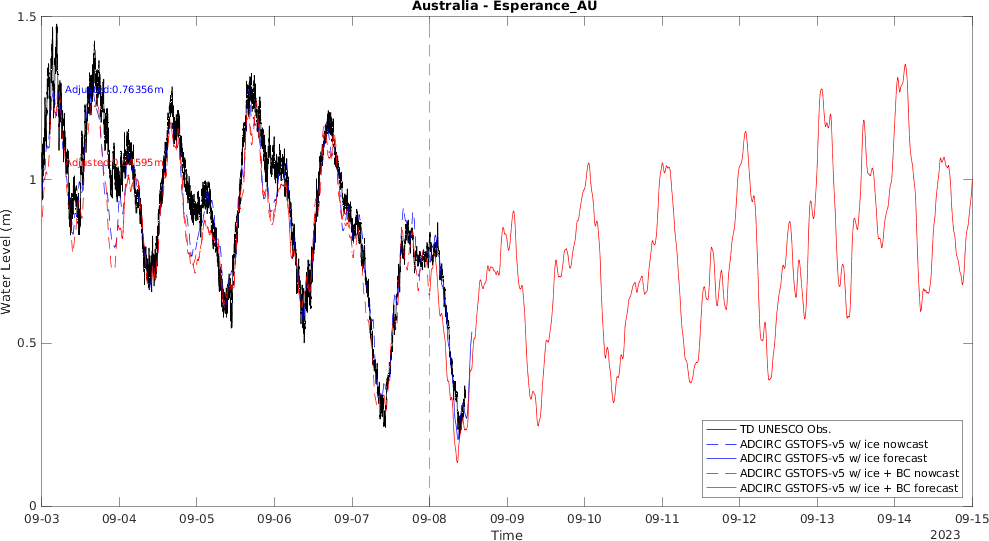 Australia - Esperance_AU
1.5
1
0.5
0
Water Level (m)
Adjusted:0.76356m
TD UNESCO Obs.
ADCIRC GSTOFS-v5 w/ ice nowcast
ADCIRC GSTOFS-v5 w/ ice forecast
ADCIRC GSTOFS-v5 w/ ice + BC nowcast
ADCIRC GSTOFS-v5 w/ ice + BC forecast
09-03 09-04 09-05 09-06 09-07 09-08 09-09 09-10 09-11 09-12 09-13 09-14 09-15
Time
2023